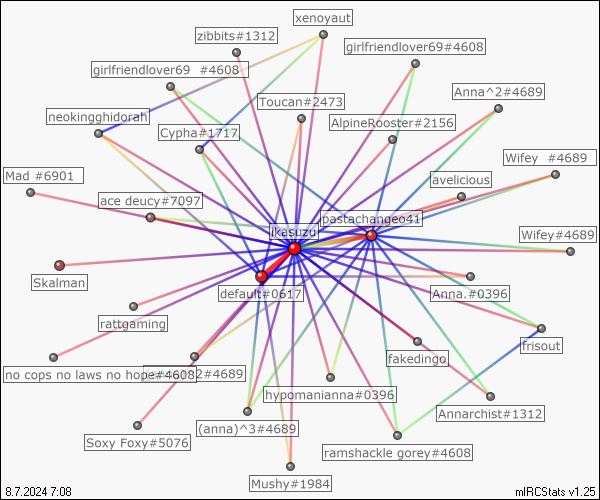 xenoyaut
zibbits#1312
girlfriendlover69#4608
girlfriendlover69 #4608
Anna^2#4689
Toucan#2473
neokingghidorah
AlpineRooster#2156
Cypha#1717
Wifey #4689
Mad #6901
avelicious
ace deucy#7097
pastachangeo41
ikasuzu
Wifey#4689
Skalman
default#0617
Anna.#0396
rattgaming
frisout
fakedingo
no cops no laws no hope#4608
2#4689
hypomanianna#0396
Annarchist#1312
(anna)^3#4689
Soxy Foxy#5076
ramshackle gorey#4608
Mushy#1984
8.7.2024 7:08
mIRCStats v1.25